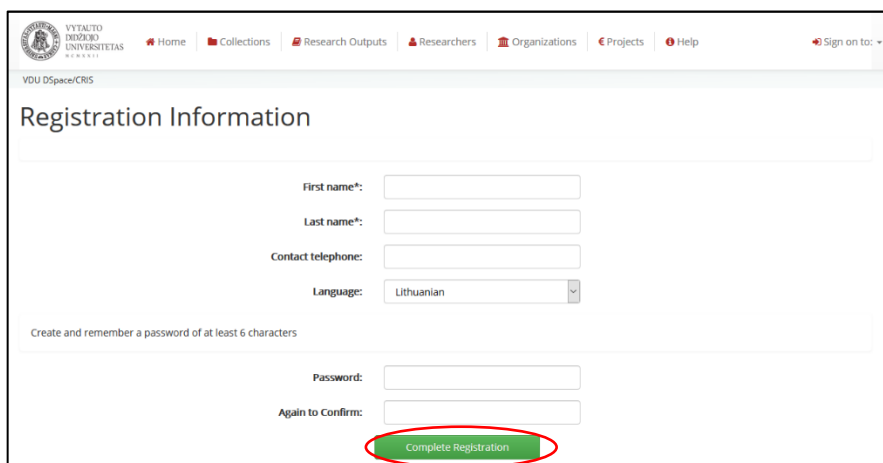 VYTAUTO
DIDŽIOJO
UNIVERSITETAS
MCMXXII
Home Collections Research Outputs Researchers Organizations € Projects Help Sign on to:
VDU DSpace/CRIS
Registration Information
First name*:
Last name*:
Contact telephone:
Language: Lithuanian
Create and remember a password of at least 6 characters
Password:
Again to Confirm:
Complete Registration